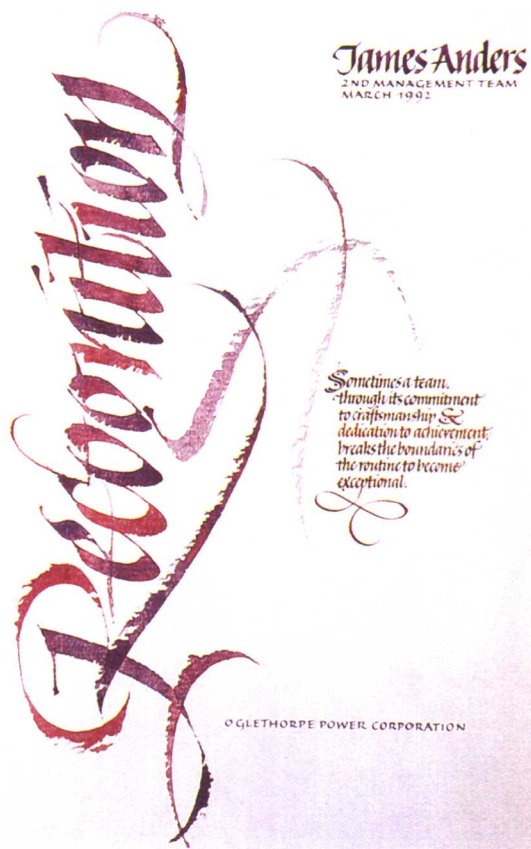 Recognition
James Anders
2ND MANAGEMENT TEAM
MARCH 1992
Sometimes a team,
through its commitment
to craftsmanship &
dedication to achievement,
breaks the boundaries of
the routine to become
exceptional.
OGLETHORPE POWER CORPORATION